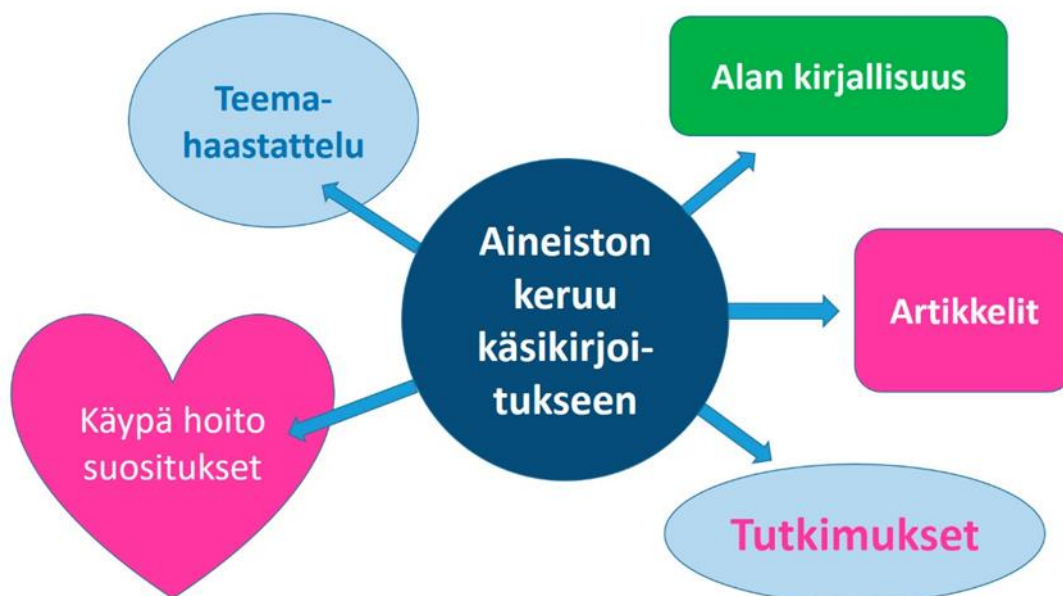 Teema-
haastattelu
Alan kirjallisuus
Aineiston
keruu
käsikirjoi-
tukseen
Artikkelit
Käypä hoito
suositukset
Tutkimukset